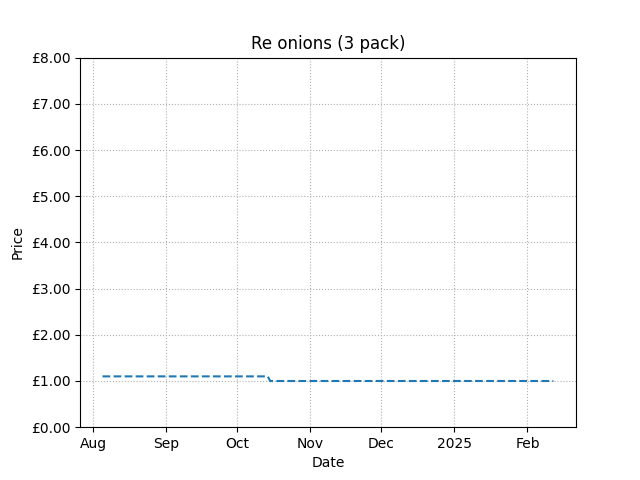 Re onions (3 pack)
£8.00
£7.00
£6.00
£5.00
£4.00
£3.00
£2.00
£1.00
£0.00
Price
Aug Sep Oct Nov Dec 2025 Feb
Date